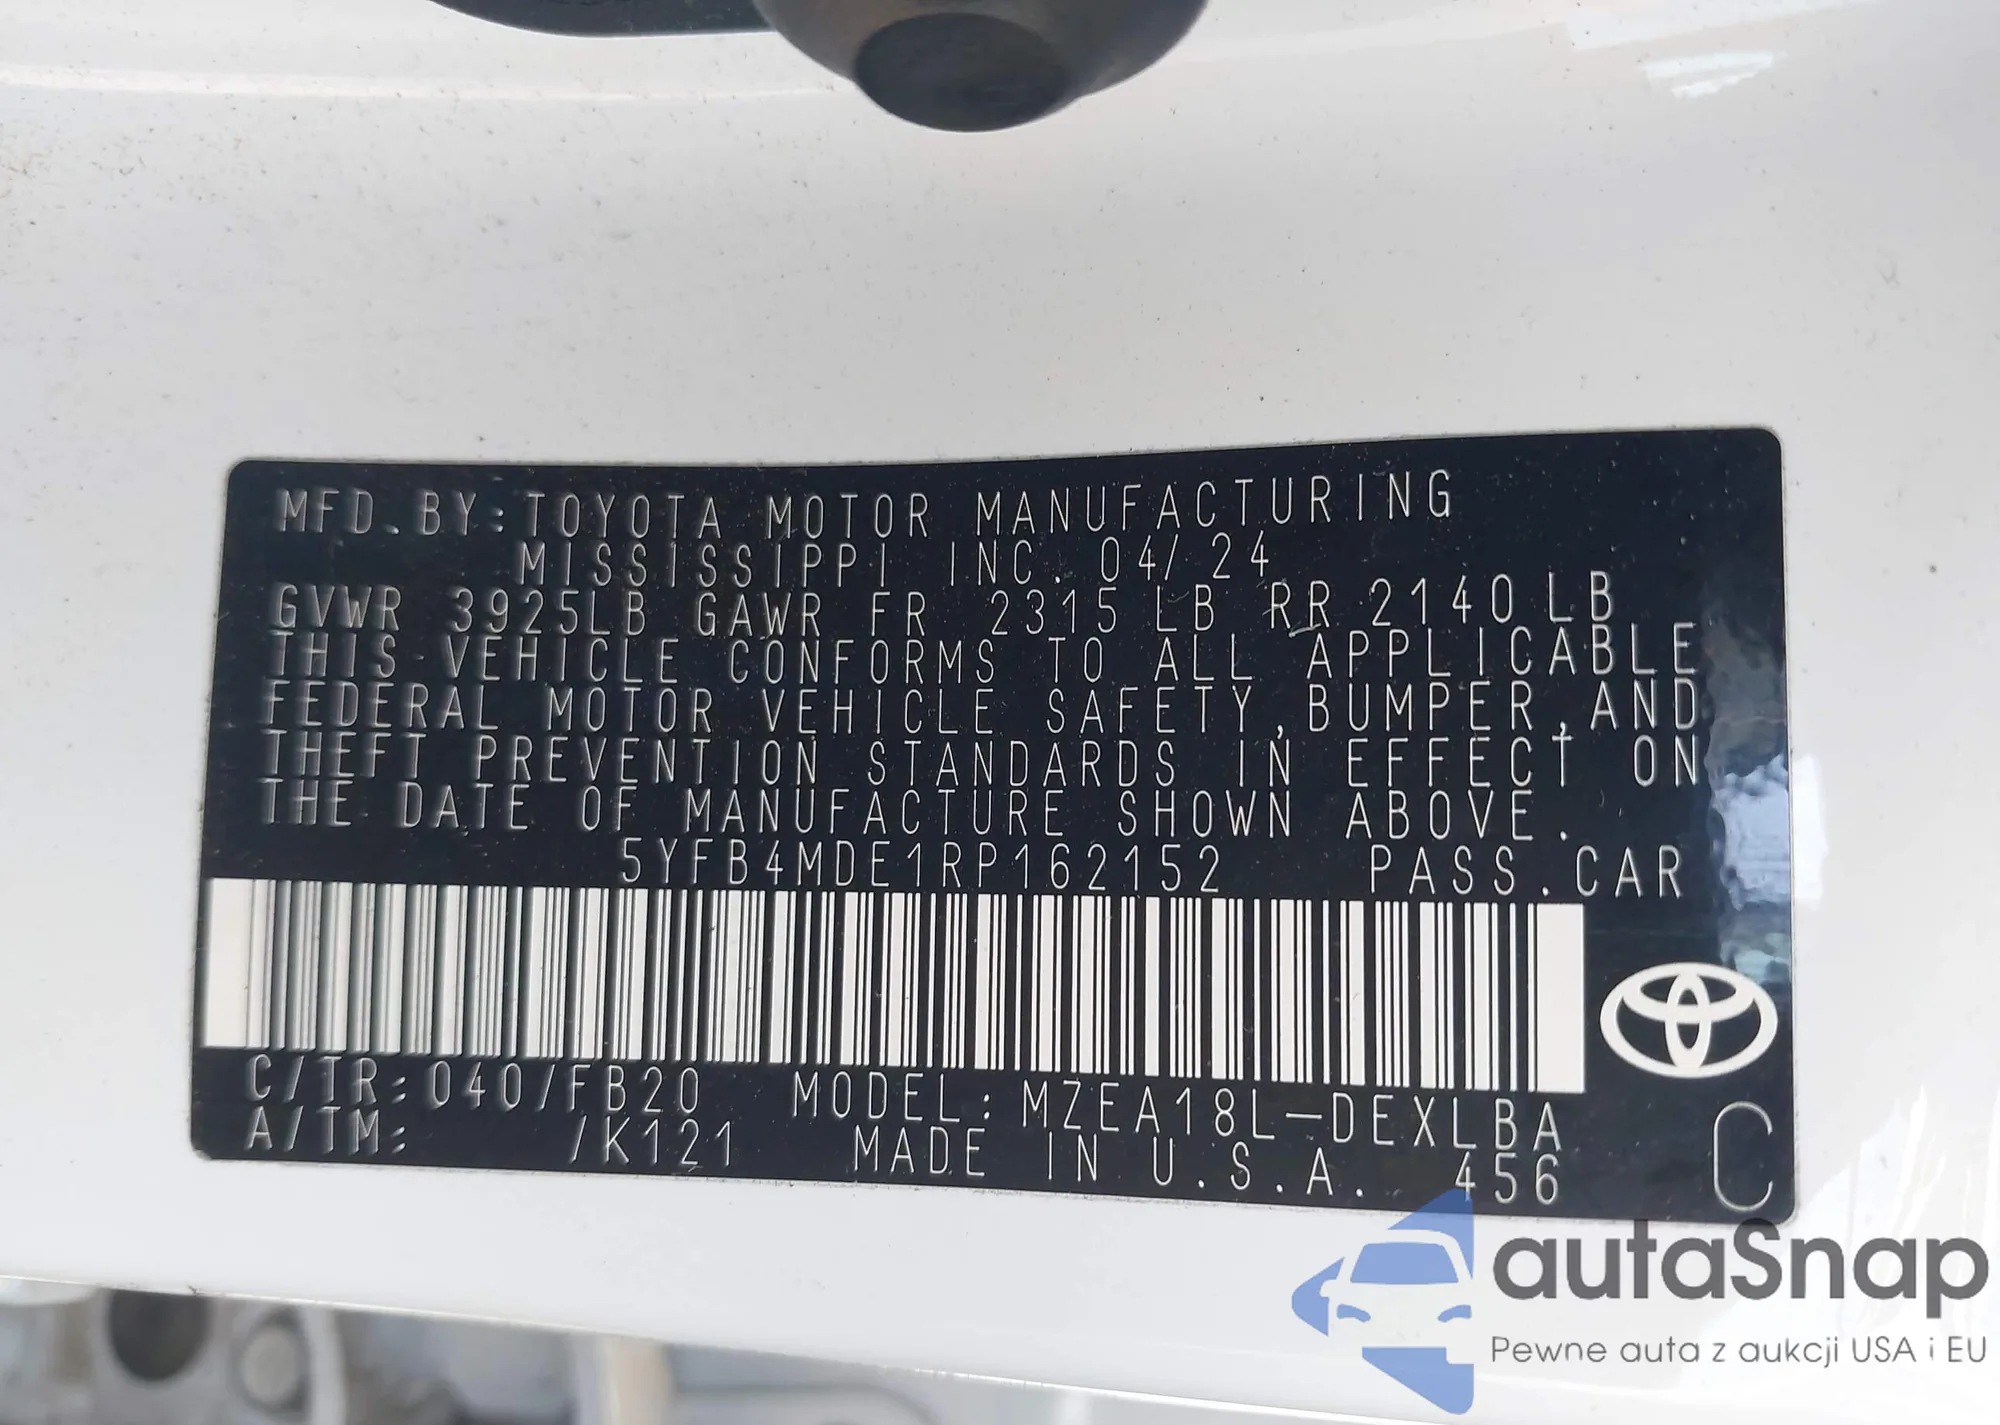 MFD.BY:TOYOTA MOTOR MANUFACTURING
MISSISSIPPI INC. 04/24
GVWR 3925LB GAWR FR 2315 LB RR 2140LB
THIS VEHICLE CONFORMS TO ALL APPLICABLE
FEDERAL MOTOR VEHICLE SAFETY,BUMPER,AND
THEFT PREVENTION STANDARDS IN EFFECT ON
THE DATE OF MANUFACTURE SHOWN ABOVE.
5YFB4MDE1RP162152 PASS.CAR
C/TR:040/FB20 MODEL:MZEA18L-DEXLBA
A/TM: /K121 MADE IN U.S.A. 456
C
autaSnap
Pewne auta z aukcji USA i EU